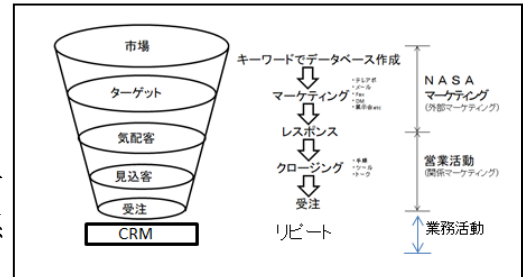 市場
ターゲット
気配客
見込客
受注
CRM
キーワードでデータベース作成
マーケティング
・テレアポ
・メール
・Fax
・DM
・展示会etc
レスポンス
クロージング
・手順
・ツール
・トーク
受注
リピート
NASA
マーケティング
(外部マーケティング)
営業活動
(関係マーケティング)
業務活動